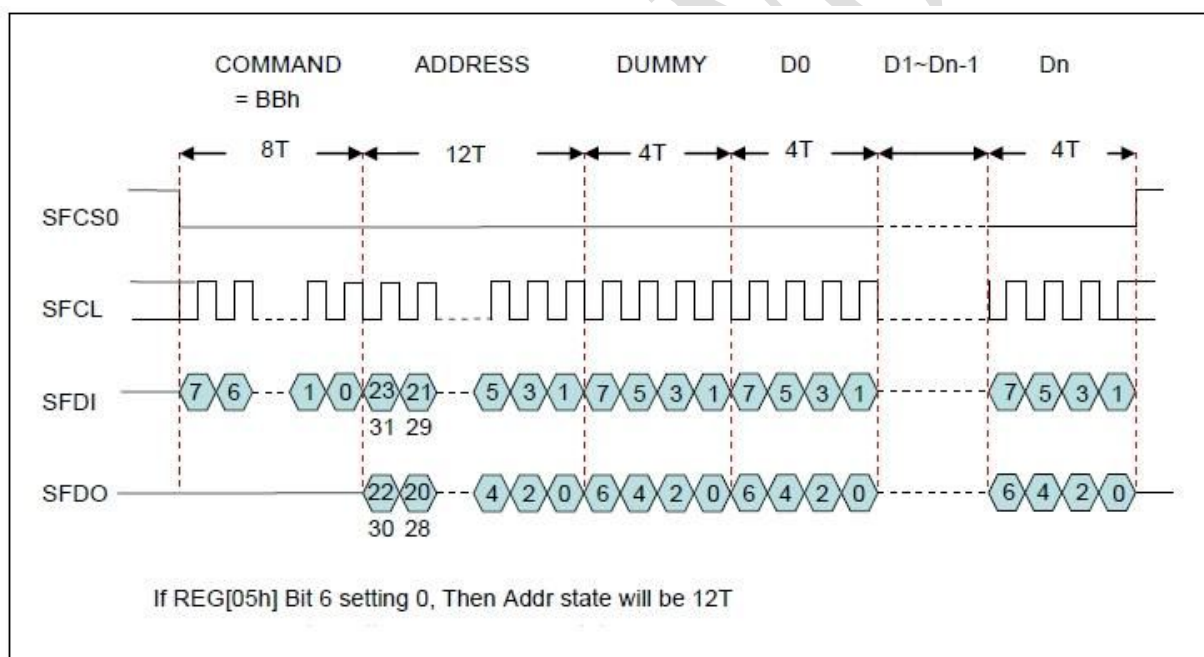 COMMAND ADDRESS DUMMY D0 D1~Dn-1 Dn
= BBh
8T 12T 4T 4T 4T
SFCS0
SFCL
SFDI 7 6 1 0 23 21 5 3 1 7 5 3 1 7 5 3 1 7 5 3 1
31 29
SFDO 22 20 4 2 0 6 4 2 0 6 4 2 0 6 4 2 0
30 28
If REG[05h] Bit 6 setting 0, Then Addr state will be 12T